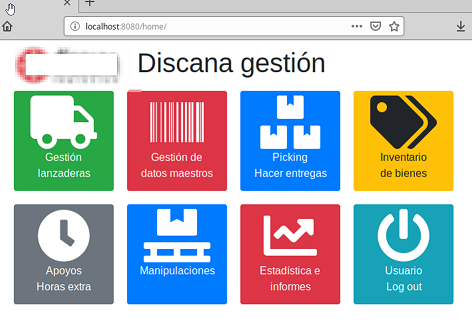 localhost:8080/home/
Discana gestión
Gestión
lanzaderas
Gestión de
datos maestros
Picking
Hacer entregas
Inventario
de bienes
Apoyos
Horas extra
Manipulaciones
Estadística e
informes
Usuario
Log out